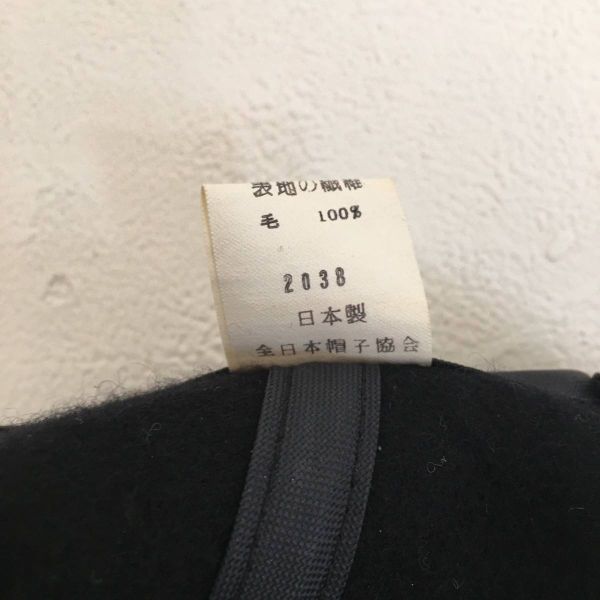 表地の繊維
毛 100%
2038
日本製
全日本帽子協会